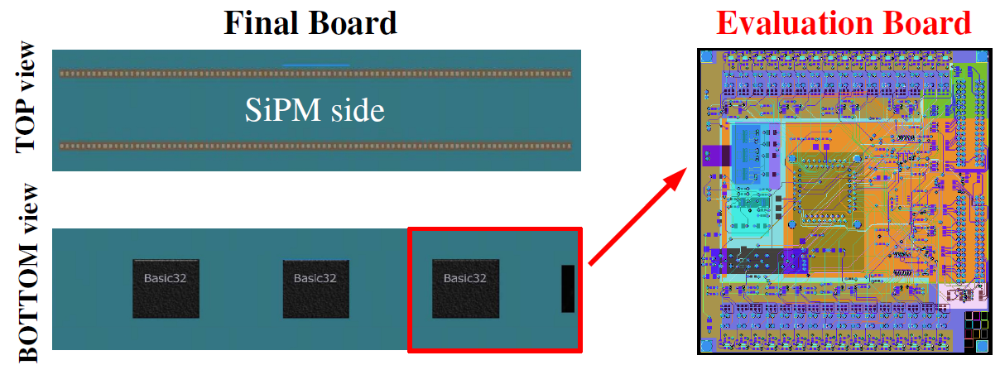 Final Board
Evaluation Board
TOP view
SiPM side
BOTTOM view
Basic32
Basic32
Basic32